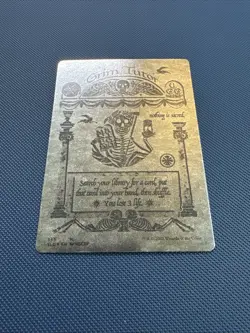 Grim Tutor
nothing is sacred.
Search your library for a card, put
that card into your hand, then shuffle.
You lose 3 life.